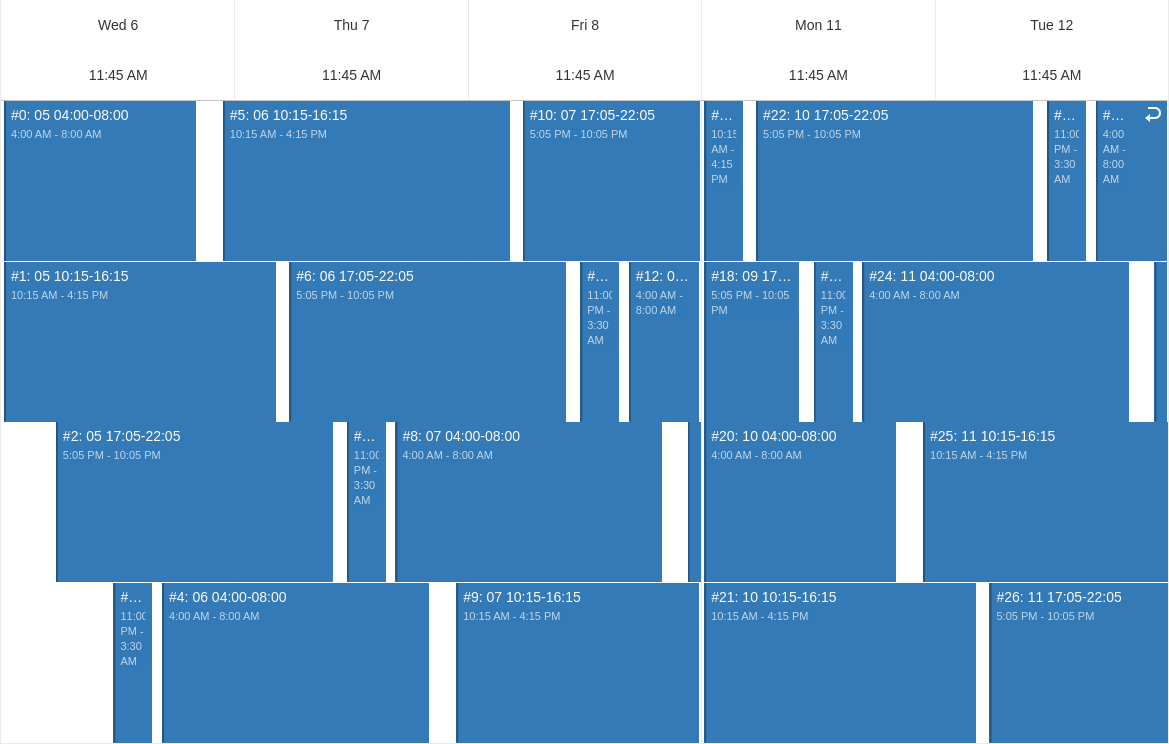 Wed 6
Thu 7
Fri 8
Mon 11
Tue 12
11:45 AM
11:45 AM
11:45 AM
11:45 AM
11:45 AM
#0: 05 04:00-08:00
4:00 AM - 8:00 AM
#5: 06 10:15-16:15
10:15 AM - 4:15 PM
#10: 07 17:05-22:05
5:05 PM - 10:05 PM
#...
10:15
AM -
4:15
PM
#22: 10 17:05-22:05
5:05 PM - 10:05 PM
#...
11:00
PM -
3:30
AM
#...
4:00
AM -
8:00
AM
#1: 05 10:15-16:15
10:15 AM - 4:15 PM
#6: 06 17:05-22:05
5:05 PM - 10:05 PM
#...
11:00
PM -
3:30
AM
#12: 0...
4:00 AM -
8:00 AM
#18: 09 17...
5:05 PM - 10:05
PM
#...
11:00
PM -
3:30
AM
#24: 11 04:00-08:00
4:00 AM - 8:00 AM
#2: 05 17:05-22:05
5:05 PM - 10:05 PM
#...
11:00
PM -
3:30
AM
#8: 07 04:00-08:00
4:00 AM - 8:00 AM
#20: 10 04:00-08:00
4:00 AM - 8:00 AM
#25: 11 10:15-16:15
10:15 AM - 4:15 PM
#...
11:00
PM -
3:30
AM
#4: 06 04:00-08:00
4:00 AM - 8:00 AM
#9: 07 10:15-16:15
10:15 AM - 4:15 PM
#21: 10 10:15-16:15
10:15 AM - 4:15 PM
#26: 11 17:05-22:05
5:05 PM - 10:05 PM